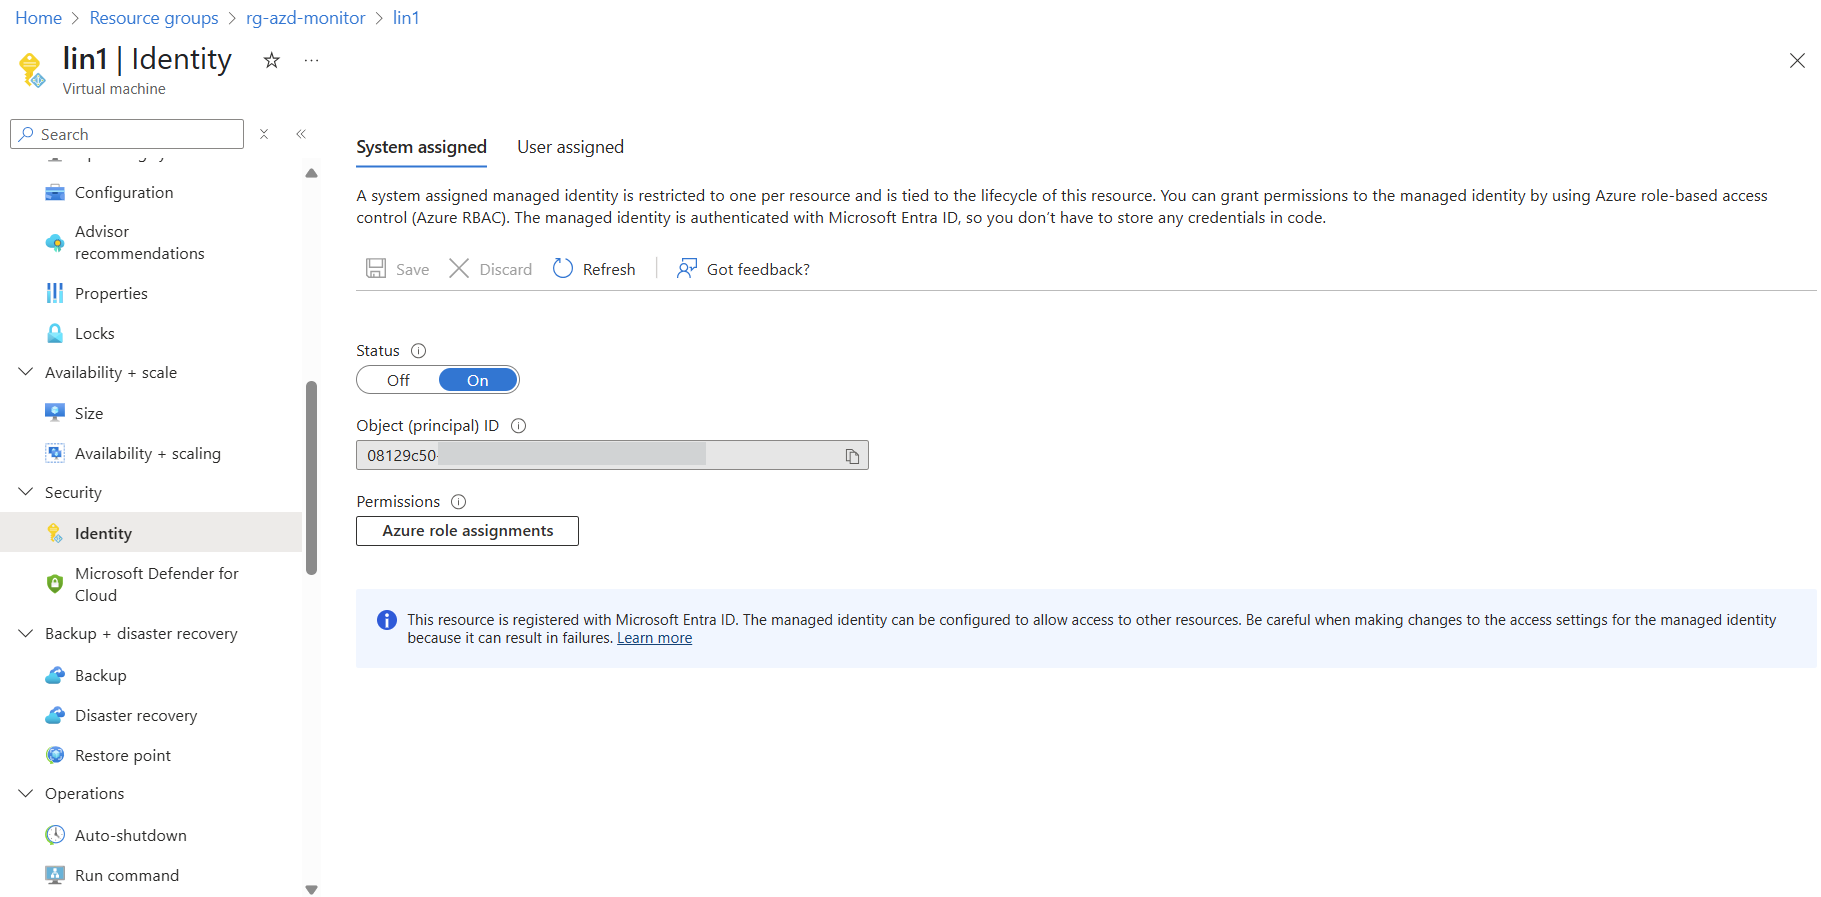 Home > Resource groups > rg-azd-monitor > lin1
lin1 | Identity
Virtual machine
Search
Configuration
Advisor
recommendations
Properties
Locks
Availability + scale
Size
Availability + scaling
Security
Identity
Microsoft Defender for
Cloud
Backup + disaster recovery
Backup
Disaster recovery
Restore point
Operations
Auto-shutdown
Run command
System assigned User assigned
A system assigned managed identity is restricted to one per resource and is tied to the lifecycle of this resource. You can grant permissions to the managed identity by using Azure role-based access
control (Azure RBAC). The managed identity is authenticated with Microsoft Entra ID, so you don't have to store any credentials in code.
Save Discard Refresh Got feedback?
Status
Off On
Object (principal) ID
08129c50-
Permissions
Azure role assignments
This resource is registered with Microsoft Entra ID. The managed identity can be configured to allow access to other resources. Be careful when making changes to the access settings for the managed identity
because it can result in failures. Learn more